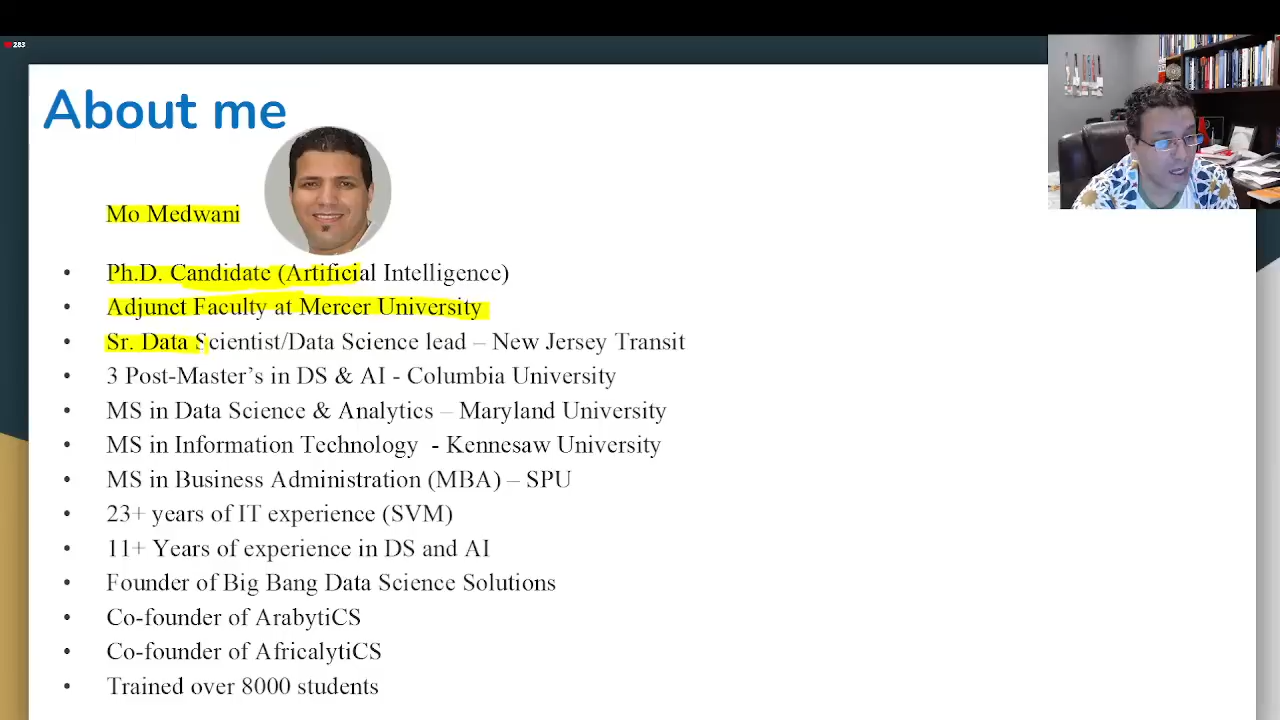 283
About me
Mo Medwani
• Ph.D. Candidate (Artificial Intelligence)
• Adjunct Faculty at Mercer University
• Sr. Data Scientist/Data Science lead – New Jersey Transit
• 3 Post-Master’s in DS & AI - Columbia University
• MS in Data Science & Analytics – Maryland University
• MS in Information Technology - Kennesaw University
• MS in Business Administration (MBA) – SPU
• 23+ years of IT experience (SVM)
• 11+ Years of experience in DS and AI
• Founder of Big Bang Data Science Solutions
• Co-founder of ArabytiCS
• Co-founder of AfricalytiCS
• Trained over 8000 students